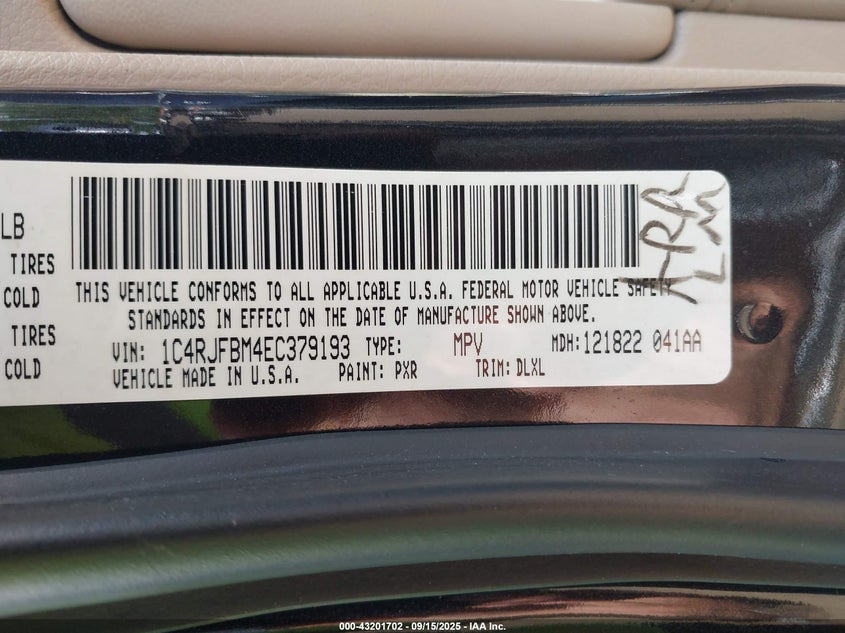 LB
TIRES
COLD
TIRES
COLD
THIS VEHICLE CONFORMS TO ALL APPLICABLE U.S.A. FEDERAL MOTOR VEHICLE SAFETY
STANDARDS IN EFFECT ON THE DATE OF MANUFACTURE SHOWN ABOVE.
VIN: 1C4RJFBM4EC379193 TYPE: MPV MDH:121822 041AA
VEHICLE MADE IN U.S.A. PAINT: PXR TRIM: DLXL
000-43201702 - 09/15/2025 - IAA Inc.